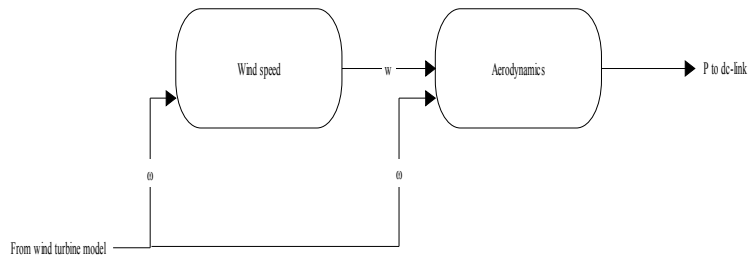 Wind speed
w
Aerodynamics
P to dc-link
ω
ω
From wind turbine model